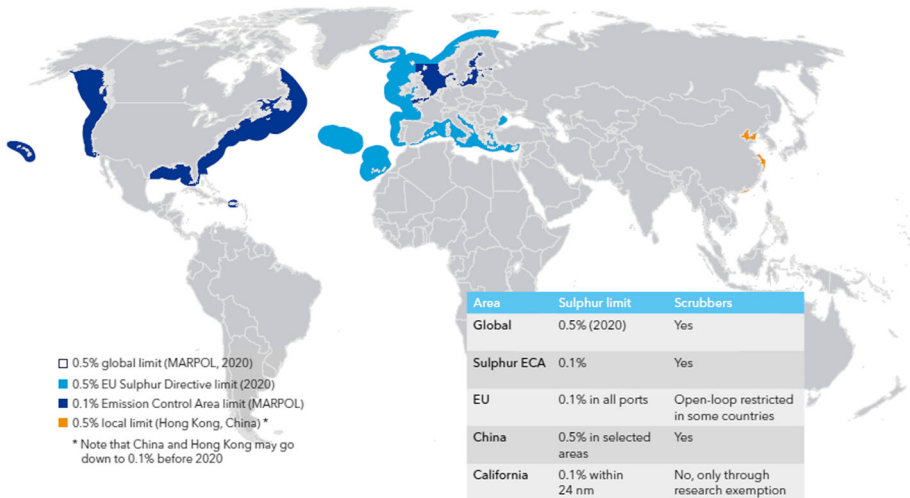 Area Sulphur limit Scrubbers
Global 0.5% (2020) Yes
Sulphur ECA 0.1% Yes
EU 0.1% in all ports Open-loop restricted
in some countries
China 0.5% in selected Yes
areas
California 0.1% within No, only through
24 nm research exemption
0.5% global limit (MARPOL, 2020)
0.5% EU Sulphur Directive limit (2020)
0.1% Emission Control Area limit (MARPOL)
0.5% local limit (Hong Kong, China) *
* Note that China and Hong Kong may go
down to 0.1% before 2020